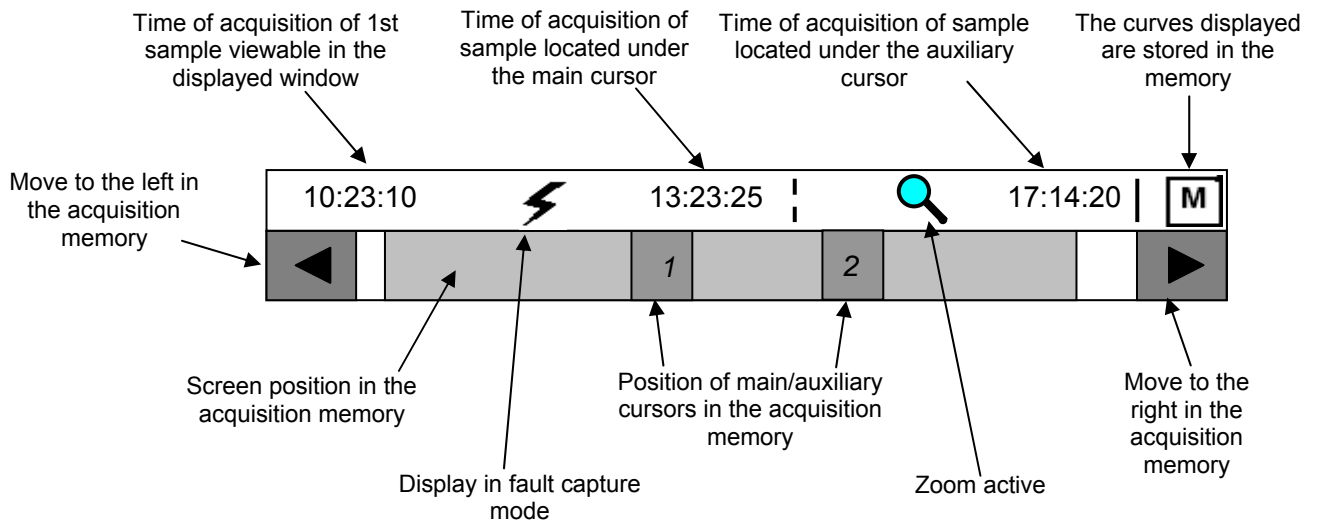 Time of acquisition of 1st
sample viewable in the
displayed window
Time of acquisition of
sample located under
the main cursor
Time of acquisition of sample
located under the auxiliary
cursor
The curves displayed
are stored in the
memory
Move to the left in
the acquisition
memory
10:23:10
13:23:25
17:14:20
M
1
2
Screen position in the
acquisition memory
Position of main/auxiliary
cursors in the acquisition
memory
Move to the
right in the
acquisition
memory
Display in fault capture
mode
Zoom active